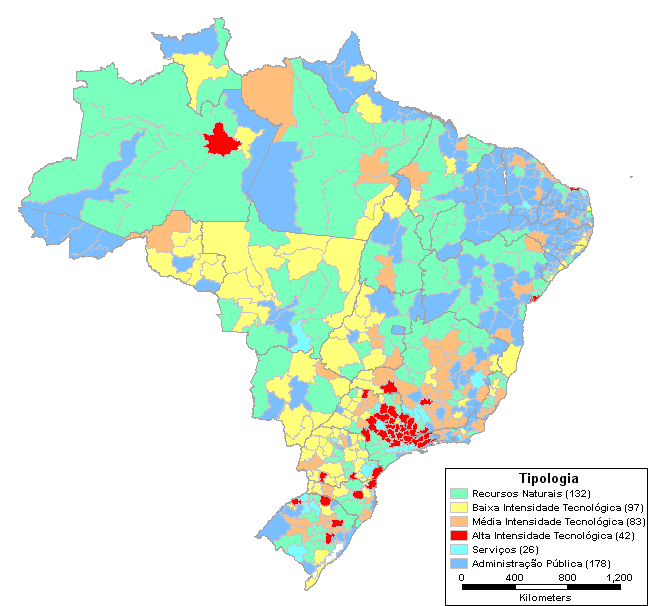 Tipologia
Recursos Naturais (132)
Baixa Intensidade Tecnológica (97)
Média Intensidade Tecnológica (83)
Alta Intensidade Tecnológica (42)
Serviços (26)
Administração Pública (178)
0 400 800 1,200
Kilometers